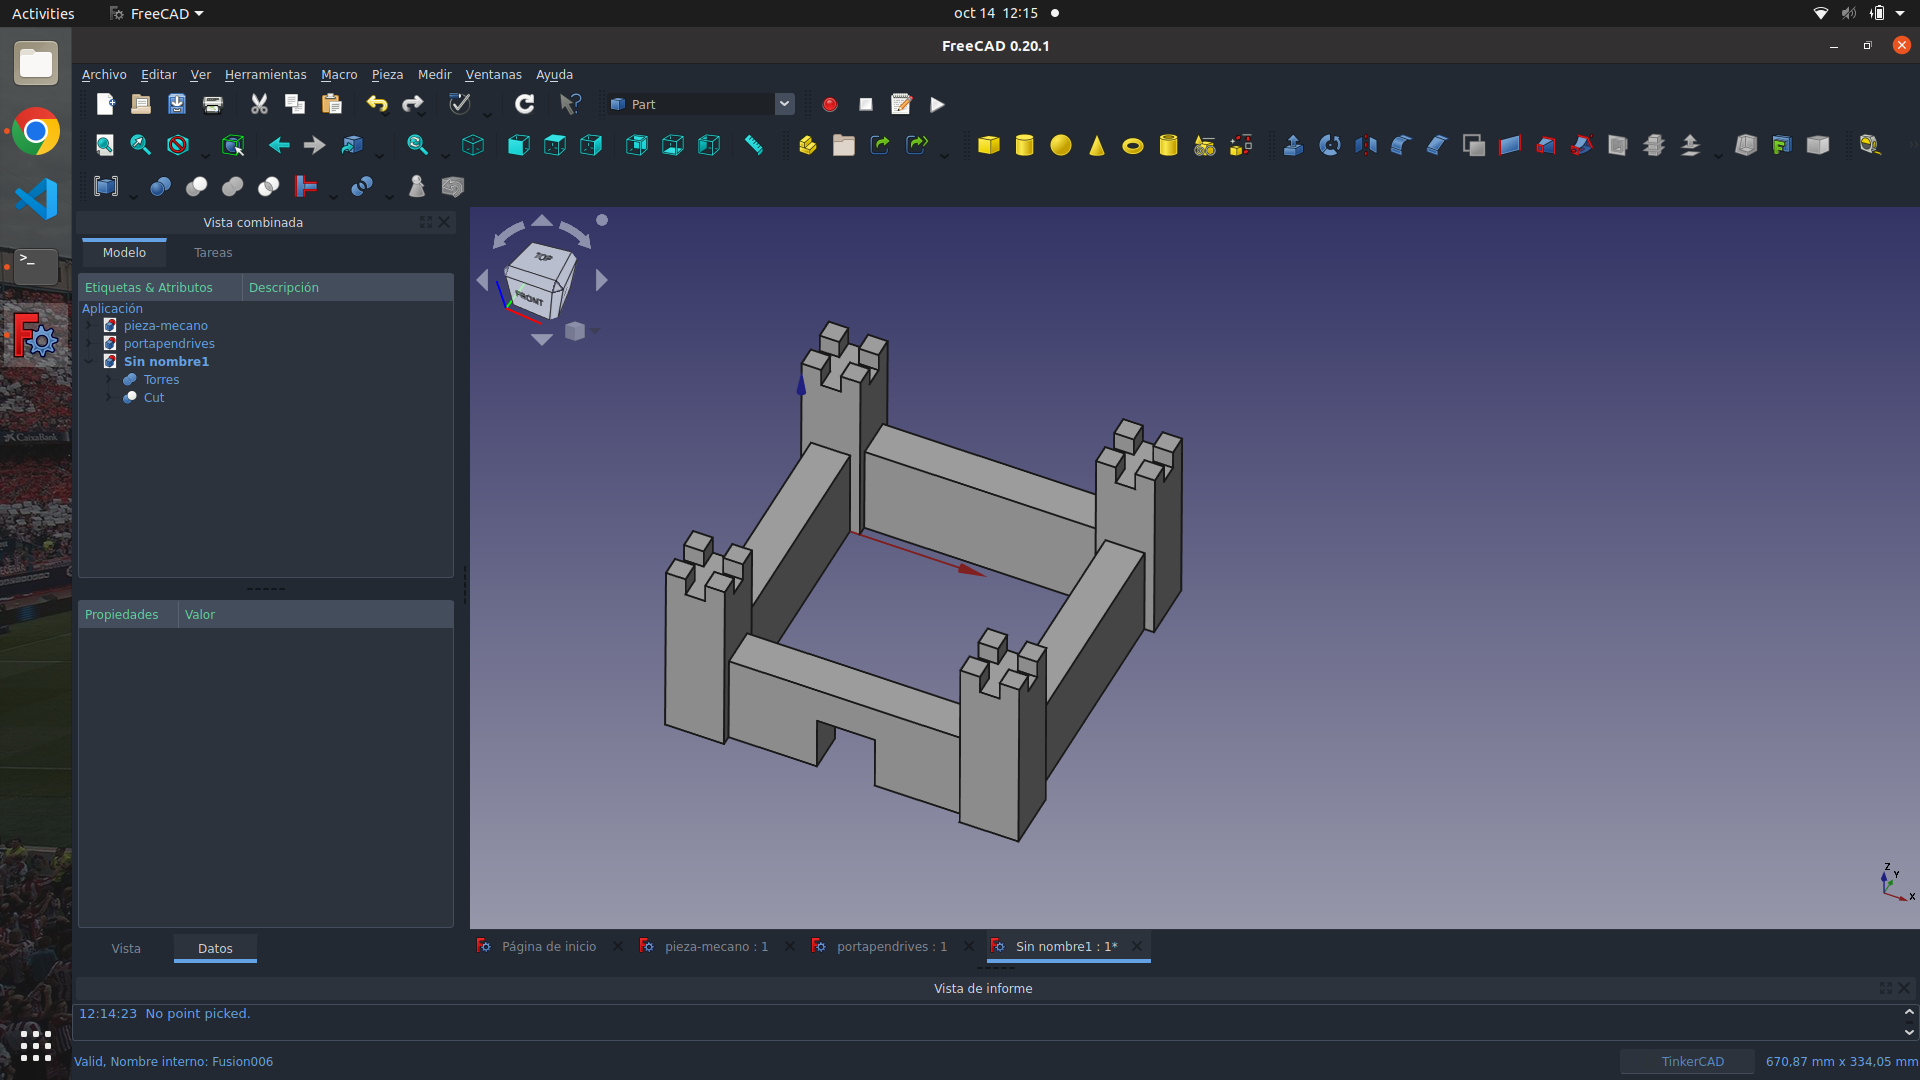 Activities
FreeCAD
oct 14 12:15
FreeCAD 0.20.1
Archivo Editar Ver Herramientas Macro Pieza Medir Ventanas Ayuda
Part
Vista combinada
Modelo Tareas
Etiquetas & Atributos Descripción
Aplicación
pieza-mecano
portapendrives
Sin nombre1
Torres
Cut
TOP
FRONT
CaixaBank
Propiedades Valor
Z
Y
X
Vista Datos
Página de inicio pieza-mecano : 1 portapendrives : 1 Sin nombre1 : 1*
Vista de informe
12:14:23 No point picked.
Valid, Nombre interno: Fusion006
TinkerCAD 670,87 mm x 334,05 mm